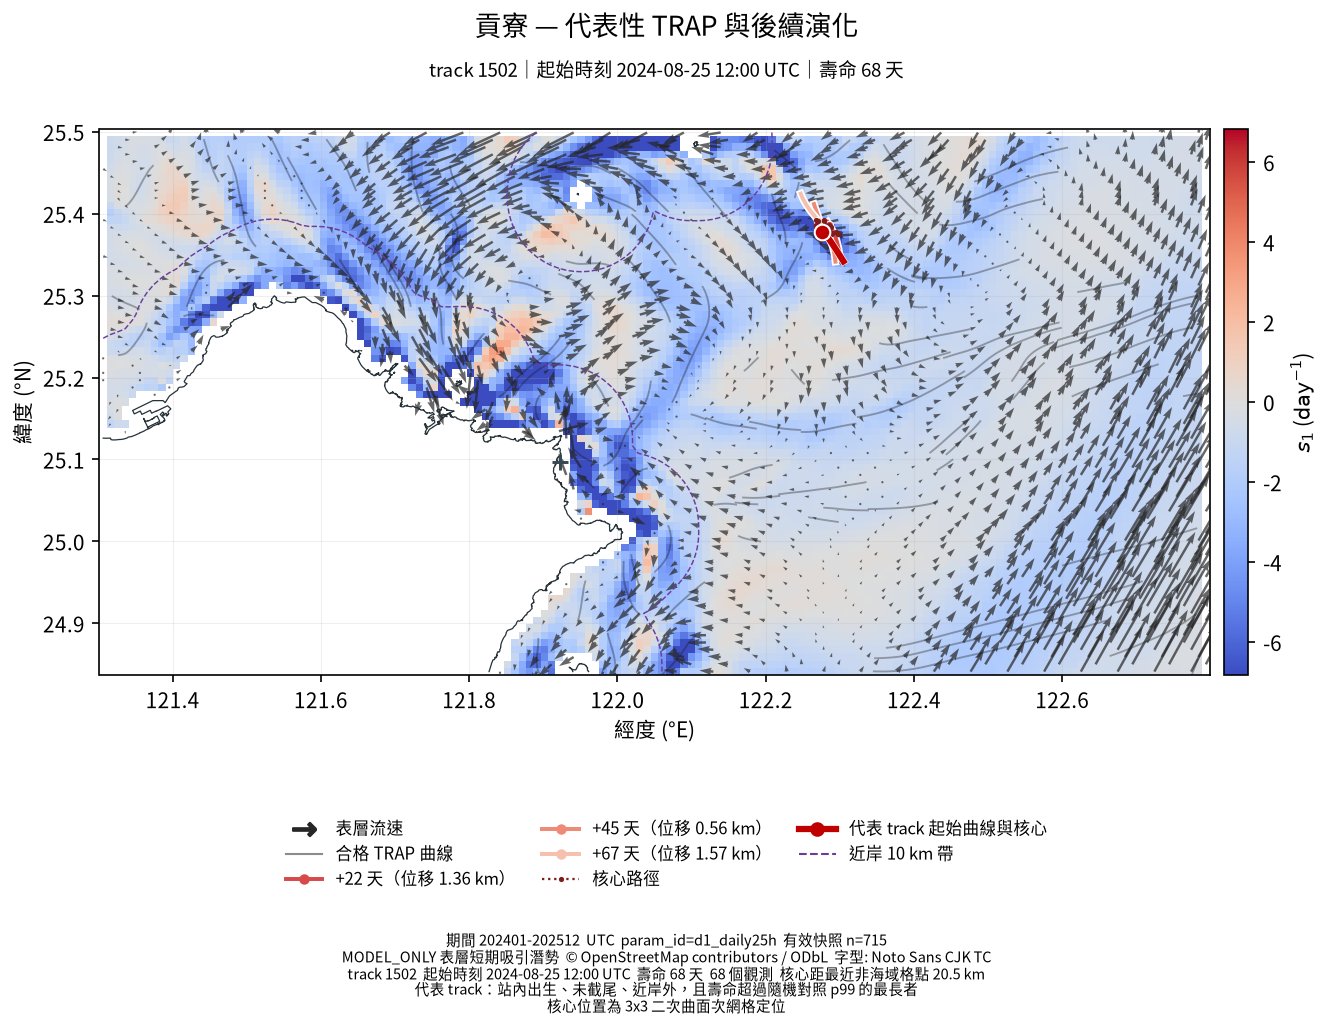 貢寮 — 代表性 TRAP 與後續演化
track 1502｜起始時刻 2024-08-25 12:00 UTC｜壽命 68 天
25.5
25.4
25.3
25.2
25.1
25.0
24.9
緯度 (°N)
121.4
121.6
121.8
122.0
122.2
122.4
122.6
經度 (°E)
6
4
2
0
-2
-4
-6
s₁ (day⁻¹)
表層流速
合格 TRAP 曲線
+22 天（位移 1.36 km）
+45 天（位移 0.56 km）
+67 天（位移 1.57 km）
核心路徑
代表 track 起始曲線與核心
近岸 10 km 帶
期間 202401-202512 UTC param_id=d1_daily25h 有效快照 n=715
MODEL_ONLY 表層短期吸引潛勢 © OpenStreetMap contributors / ODbL 字型: Noto Sans CJK TC
track 1502 起始時刻 2024-08-25 12:00 UTC 壽命 68 天 68 個觀測 核心距最近非海域格點 20.5 km
代表 track：站內出生、未截尾、近岸外，且壽命超過隨機對照 p99 的最長者
核心位置為 3x3 二次曲面次網格定位